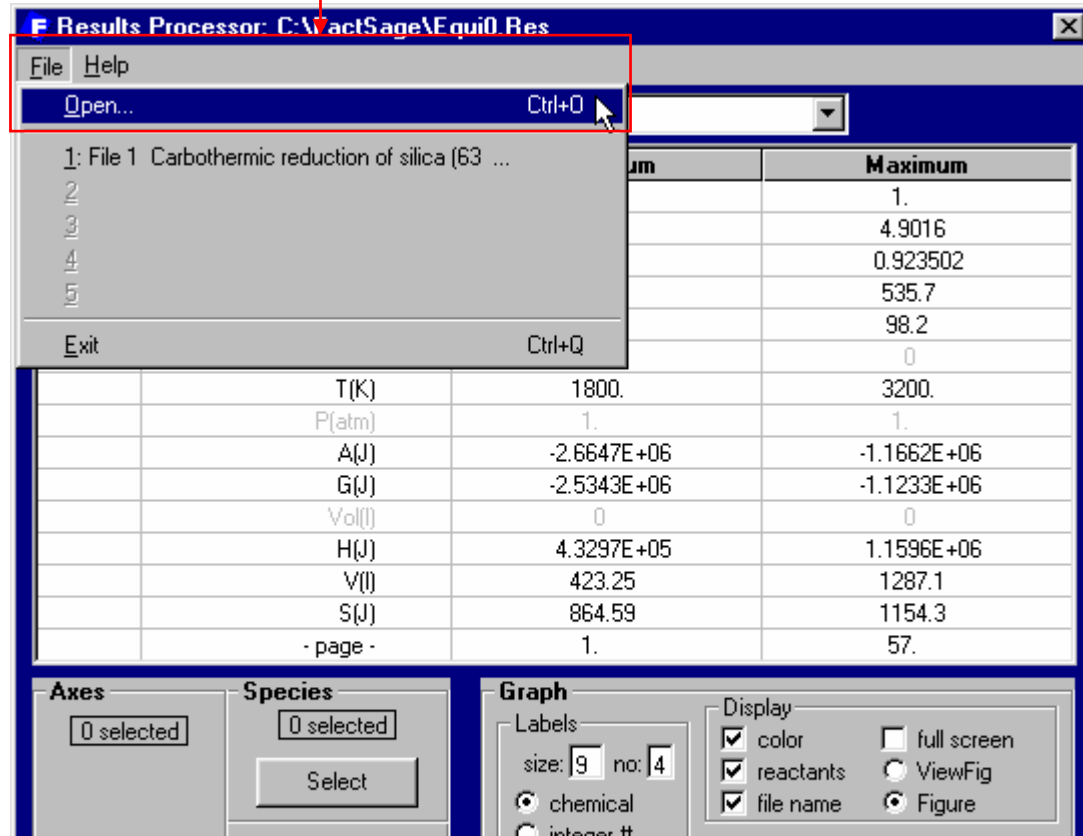 F Results Processor: C:\FactSage\Equi0.Res
File Help
Open... Ctrl+O
1: File 1 Carbothermic reduction of silica (63 ...
2
3
4
5
Exit Ctrl+Q
um Maximum
1.
4.9016
0.923502
535.7
98.2
0
T(K) 1800. 3200.
P(atm) 1. 1.
A(J) -2.6647E+06 -1.1662E+06
G(J) -2.5343E+06 -1.1233E+06
Vol(l) 0 0
H(J) 4.3297E+05 1.1596E+06
V(l) 423.25 1287.1
S(J) 864.59 1154.3
- page - 1. 57.
Axes
0 selected
Species
0 selected
Select
Graph
Labels
size: 9 no: 4
chemical
integer #
Display
color full screen
reactants ViewFig
file name Figure